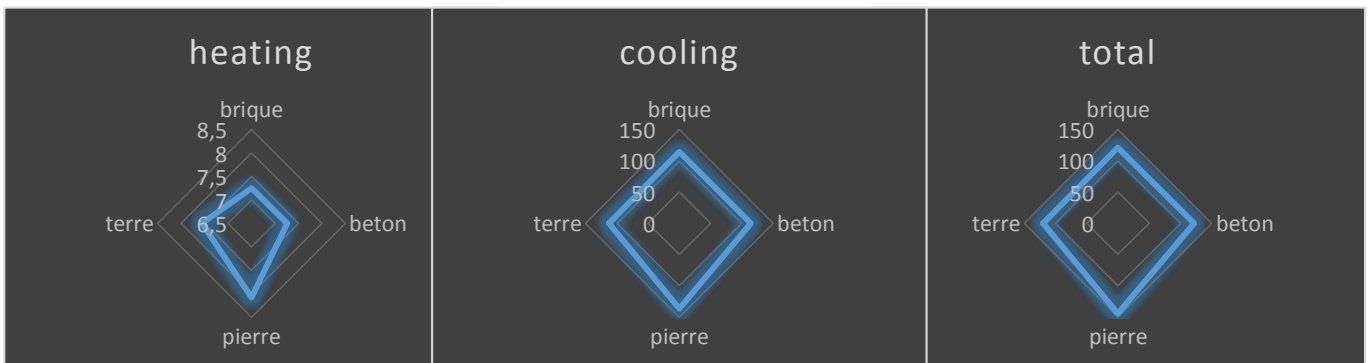 heating
brique
8,5
8
7,5
7
6,5
terre
beton
pierre
cooling
brique
150
100
50
0
terre
beton
pierre
total
brique
150
100
50
0
terre
beton
pierre